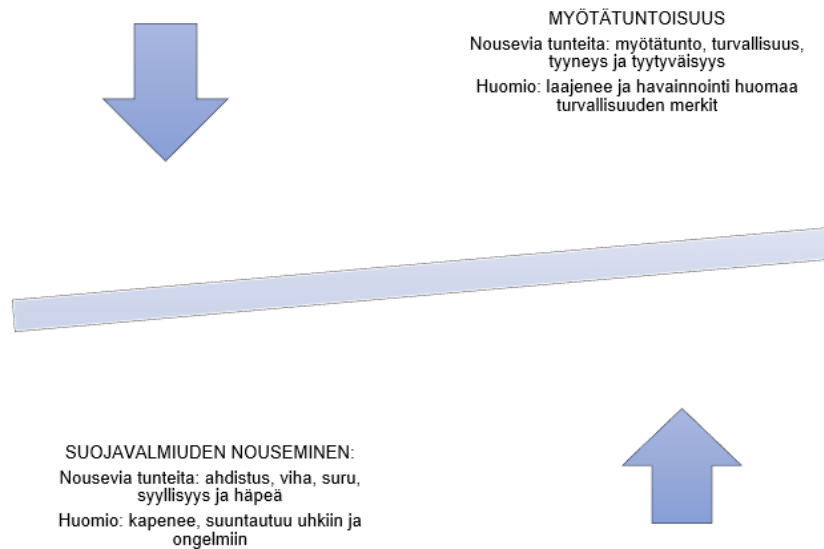 MYÖTÄTUNTOISUUS
Nousevia tunteita: myötätunto, turvallisuus,
tyyneys ja tyytyväisyys
Huomio: laajenee ja havainnointi huomaa
turvallisuuden merkit
SUOJAVALMIUDEN NOUSEMINEN:
Nousevia tunteita: ahdistus, viha, suru,
syyllisyys ja häpeä
Huomio: kapenee, suuntautuu uhkiin ja
ongelmiin